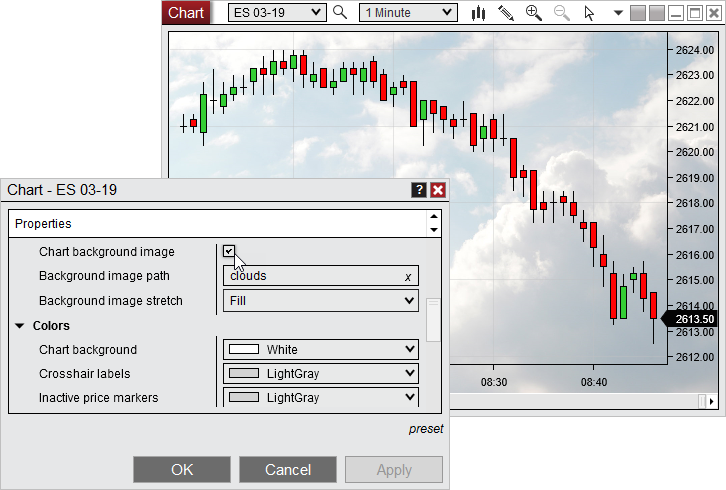 Chart
ES 03-19
1 Minute
2624.00
2623.00
2622.00
2621.00
2620.00
2619.00
2618.00
2617.00
2616.00
2615.00
2614.00
2613.50
2613.00
2612.00
08:30
08:40
Chart - ES 03-19
?
Properties
Chart background image
Background image path
clouds
x
Background image stretch
Fill
Colors
Chart background
White
Crosshair labels
LightGray
Inactive price markers
LightGray
preset
OK
Cancel
Apply